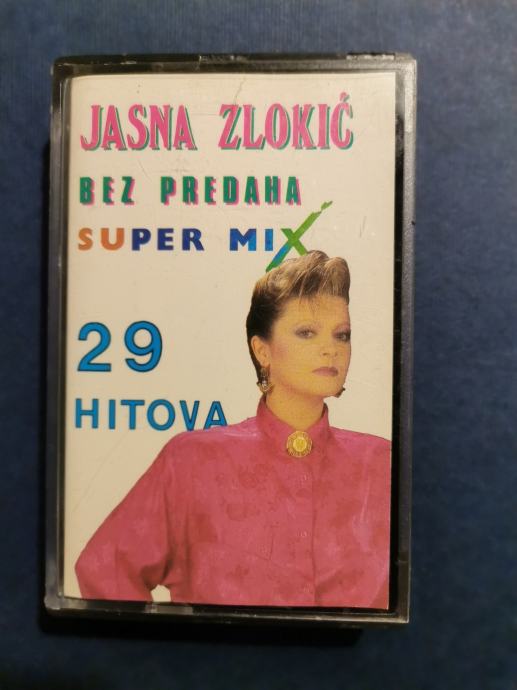 JASNA ZLOKIĆ
BEZ PREDAHA
SUPER MIX
29
HITOVA